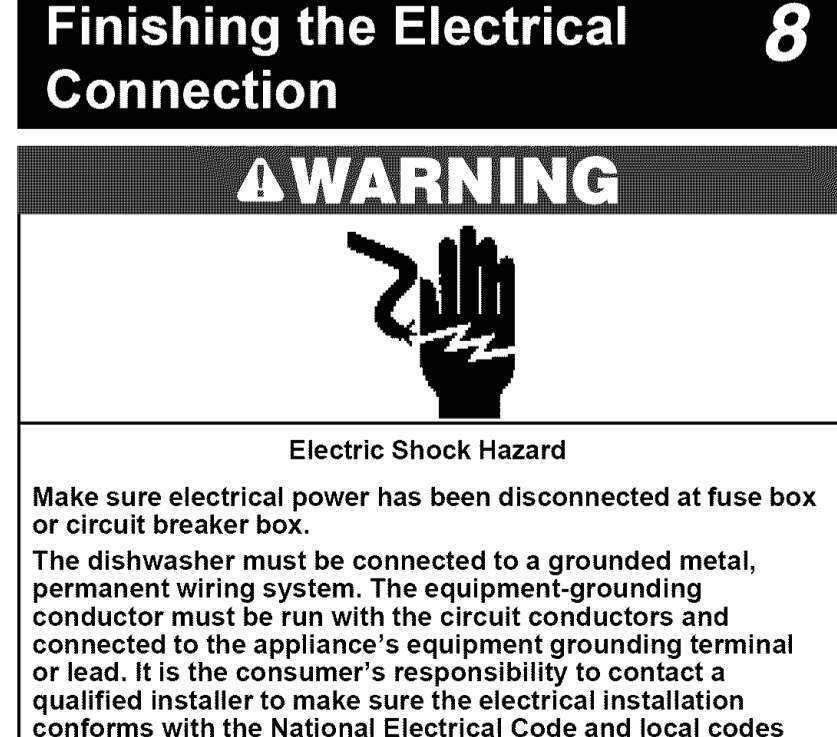 Finishing the Electrical 8
Connection
WARNING
Electric Shock Hazard
Make sure electrical power has been disconnected at fuse box
or circuit breaker box.
The dishwasher must be connected to a grounded metal,
permanent wiring system. The equipment-grounding
conductor must be run with the circuit conductors and
connected to the appliance’s equipment grounding terminal
or lead. It is the consumer’s responsibility to contact a
qualified installer to make sure the electrical installation
conforms with the National Electrical Code and local codes